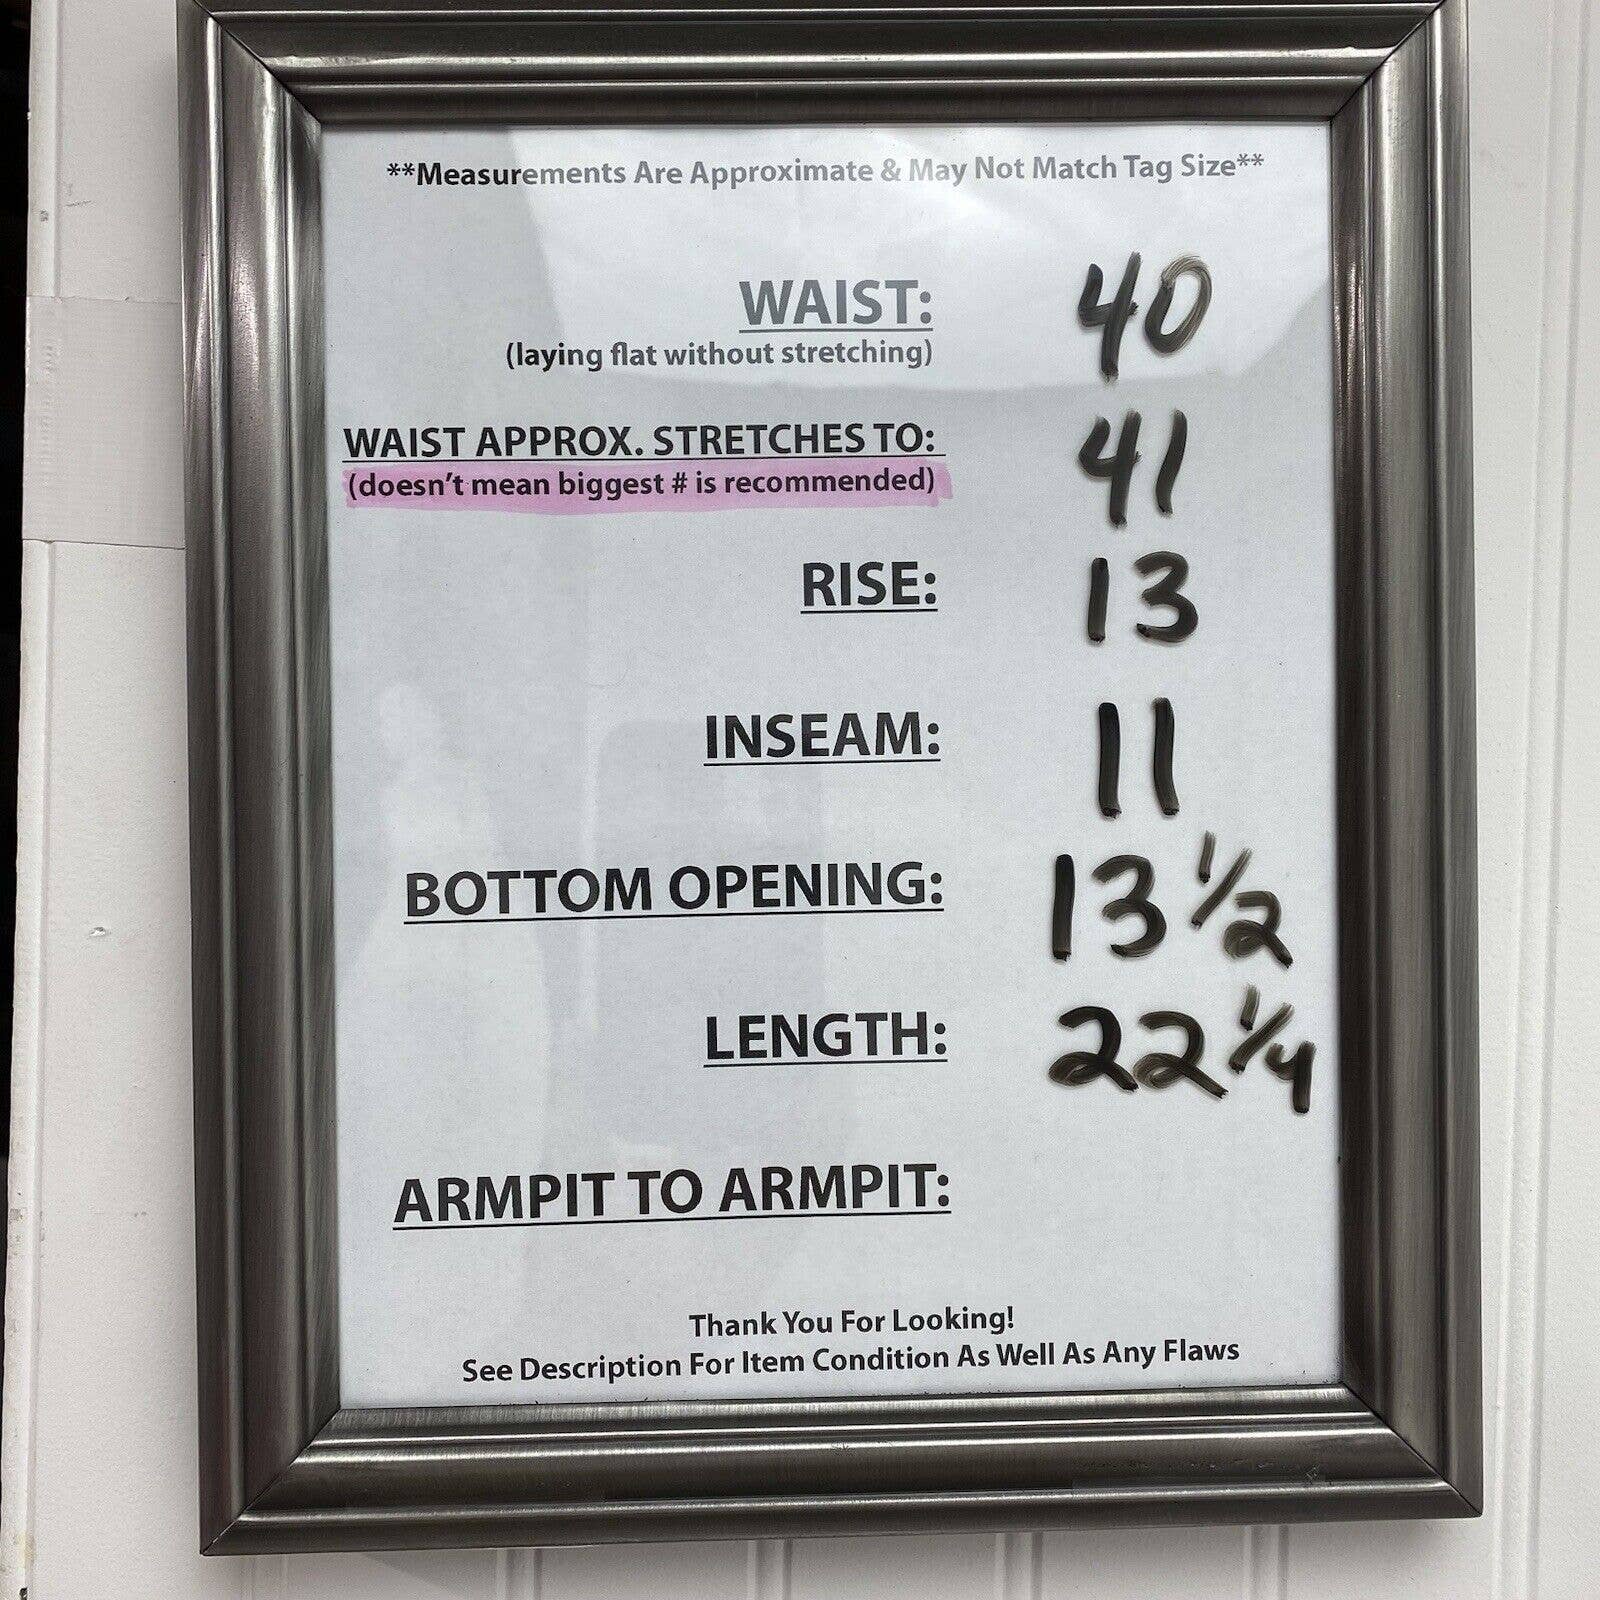 **Measurements Are Approximate & May Not Match Tag Size**
WAIST: 40
(laying flat without stretching)
WAIST APPROX. STRETCHES TO: 41
(doesn't mean biggest # is recommended)
RISE: 13
INSEAM: 11
BOTTOM OPENING: 13 1/2
LENGTH: 22 1/4
ARMPIT TO ARMPIT:
Thank You For Looking!
See Description For Item Condition As Well As Any Flaws